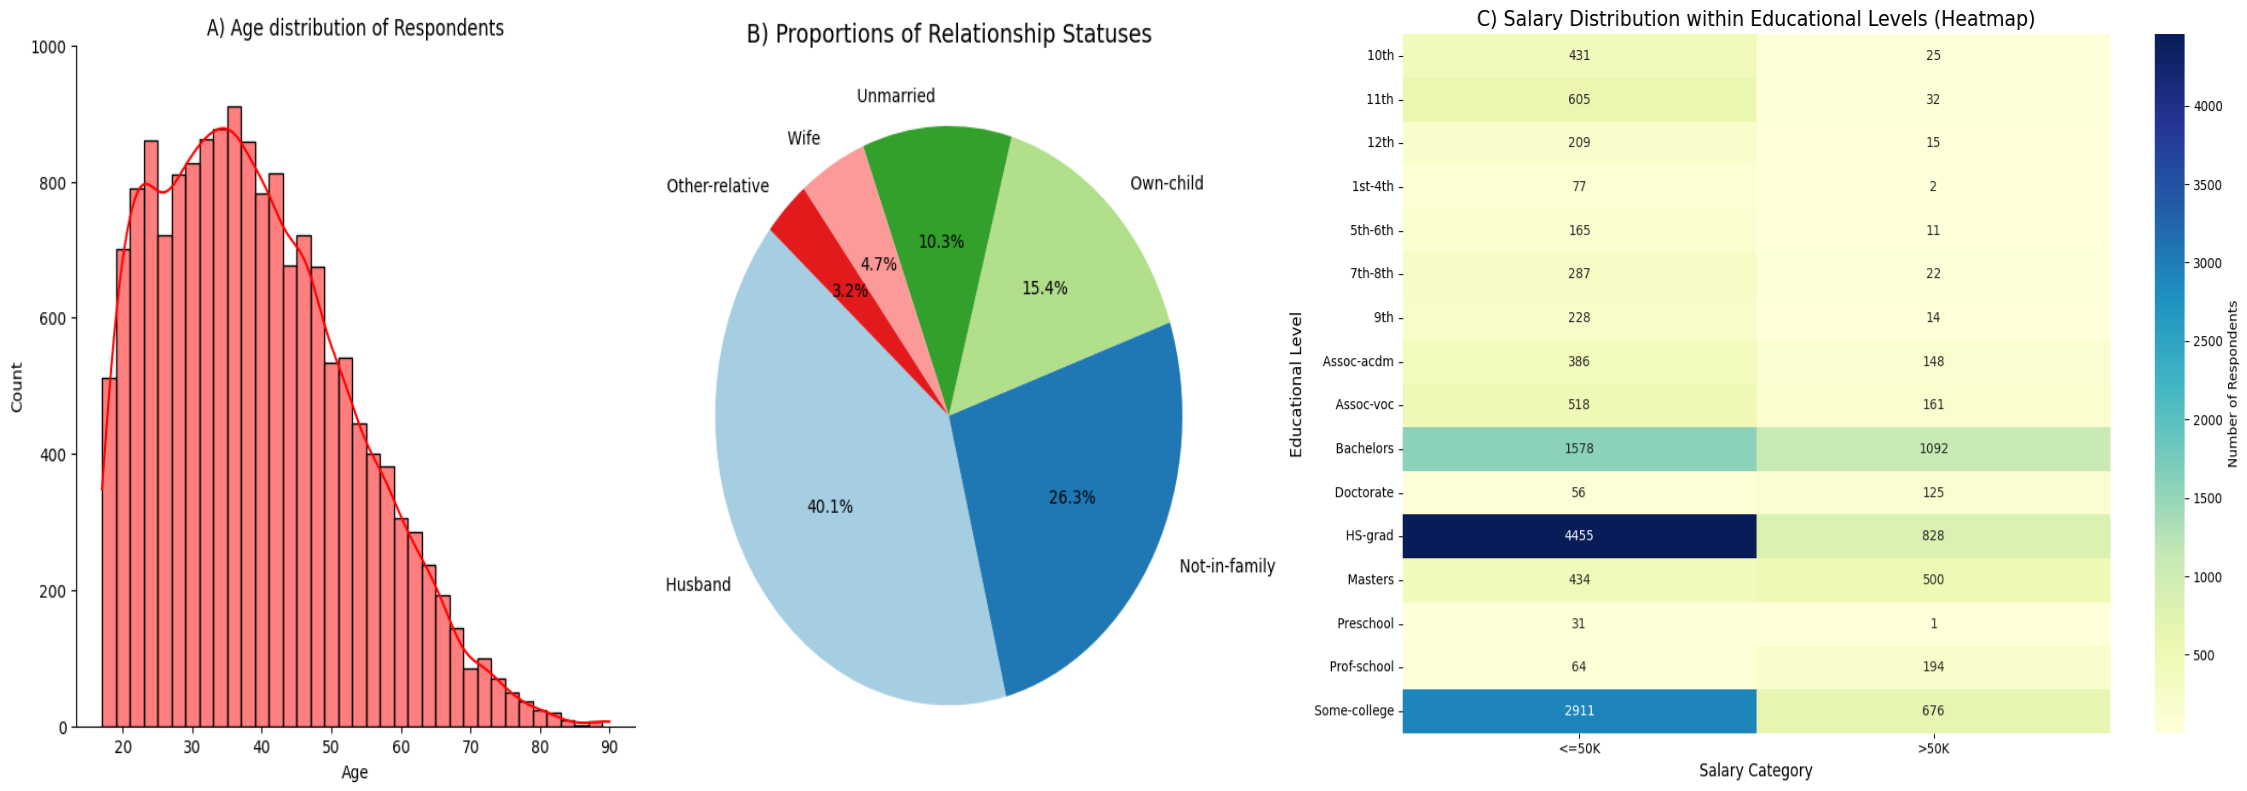 A) Age distribution of Respondents
1000
800
600
400
200
0
Count
20 30 40 50 60 70 80 90
Age
B) Proportions of Relationship Statuses
Unmarried
Wife
Other-relative
Own-child
Husband
Not-in-family
10.3%
4.7%
3.2%
15.4%
40.1%
26.3%
C) Salary Distribution within Educational Levels (Heatmap)
Educational Level
10th 431 25
11th 605 32
12th 209 15
1st-4th 77 2
5th-6th 165 11
7th-8th 287 22
9th 228 14
Assoc-acdm 386 148
Assoc-voc 518 161
Bachelors 1578 1092
Doctorate 56 125
HS-grad 4455 828
Masters 434 500
Preschool 31 1
Prof-school 64 194
Some-college 2911 676
<=50K >50K
Salary Category
4000
3500
3000
2500
2000
1500
1000
500
Number of Respondents